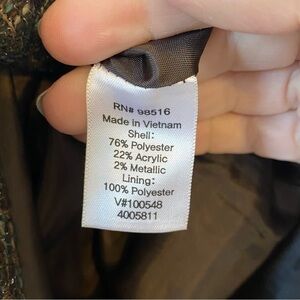 RN# 98516
Made in Vietnam
Shell:
76% Polyester
22% Acrylic
2% Metallic
Lining:
100% Polyester
V#100548
4005811